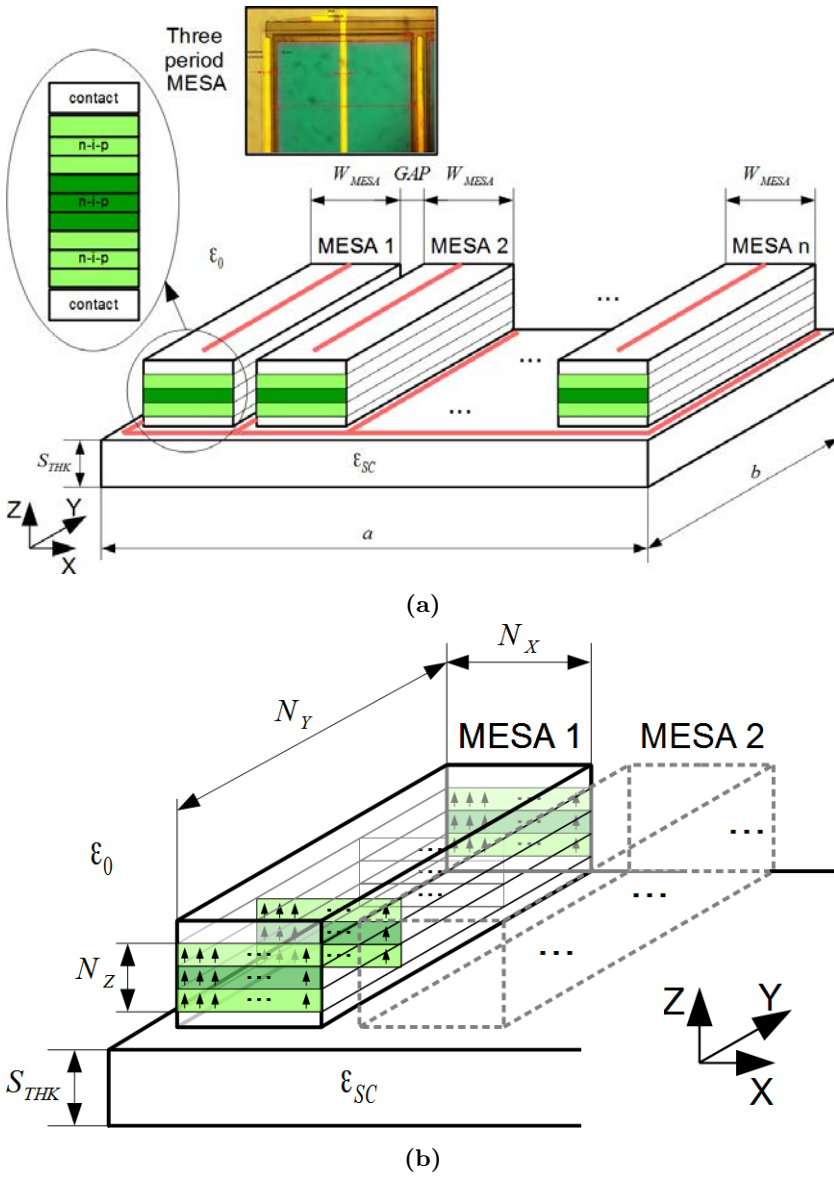 Three
period
MESA
contact
n-i-p
n-i-p
n-i-p
contact
W_MESA GAP W_MESA W_MESA
MESA 1 MESA 2 MESA n
ε₀
...
...
...
S_THK
ε_SC
b
a
Z Y X
(a)
N_X
N_Y
MESA 1 MESA 2
...
...
...
ε₀
...
...
...
...
N_Z
...
...
...
...
...
Z Y X
S_THK
ε_SC
(b)